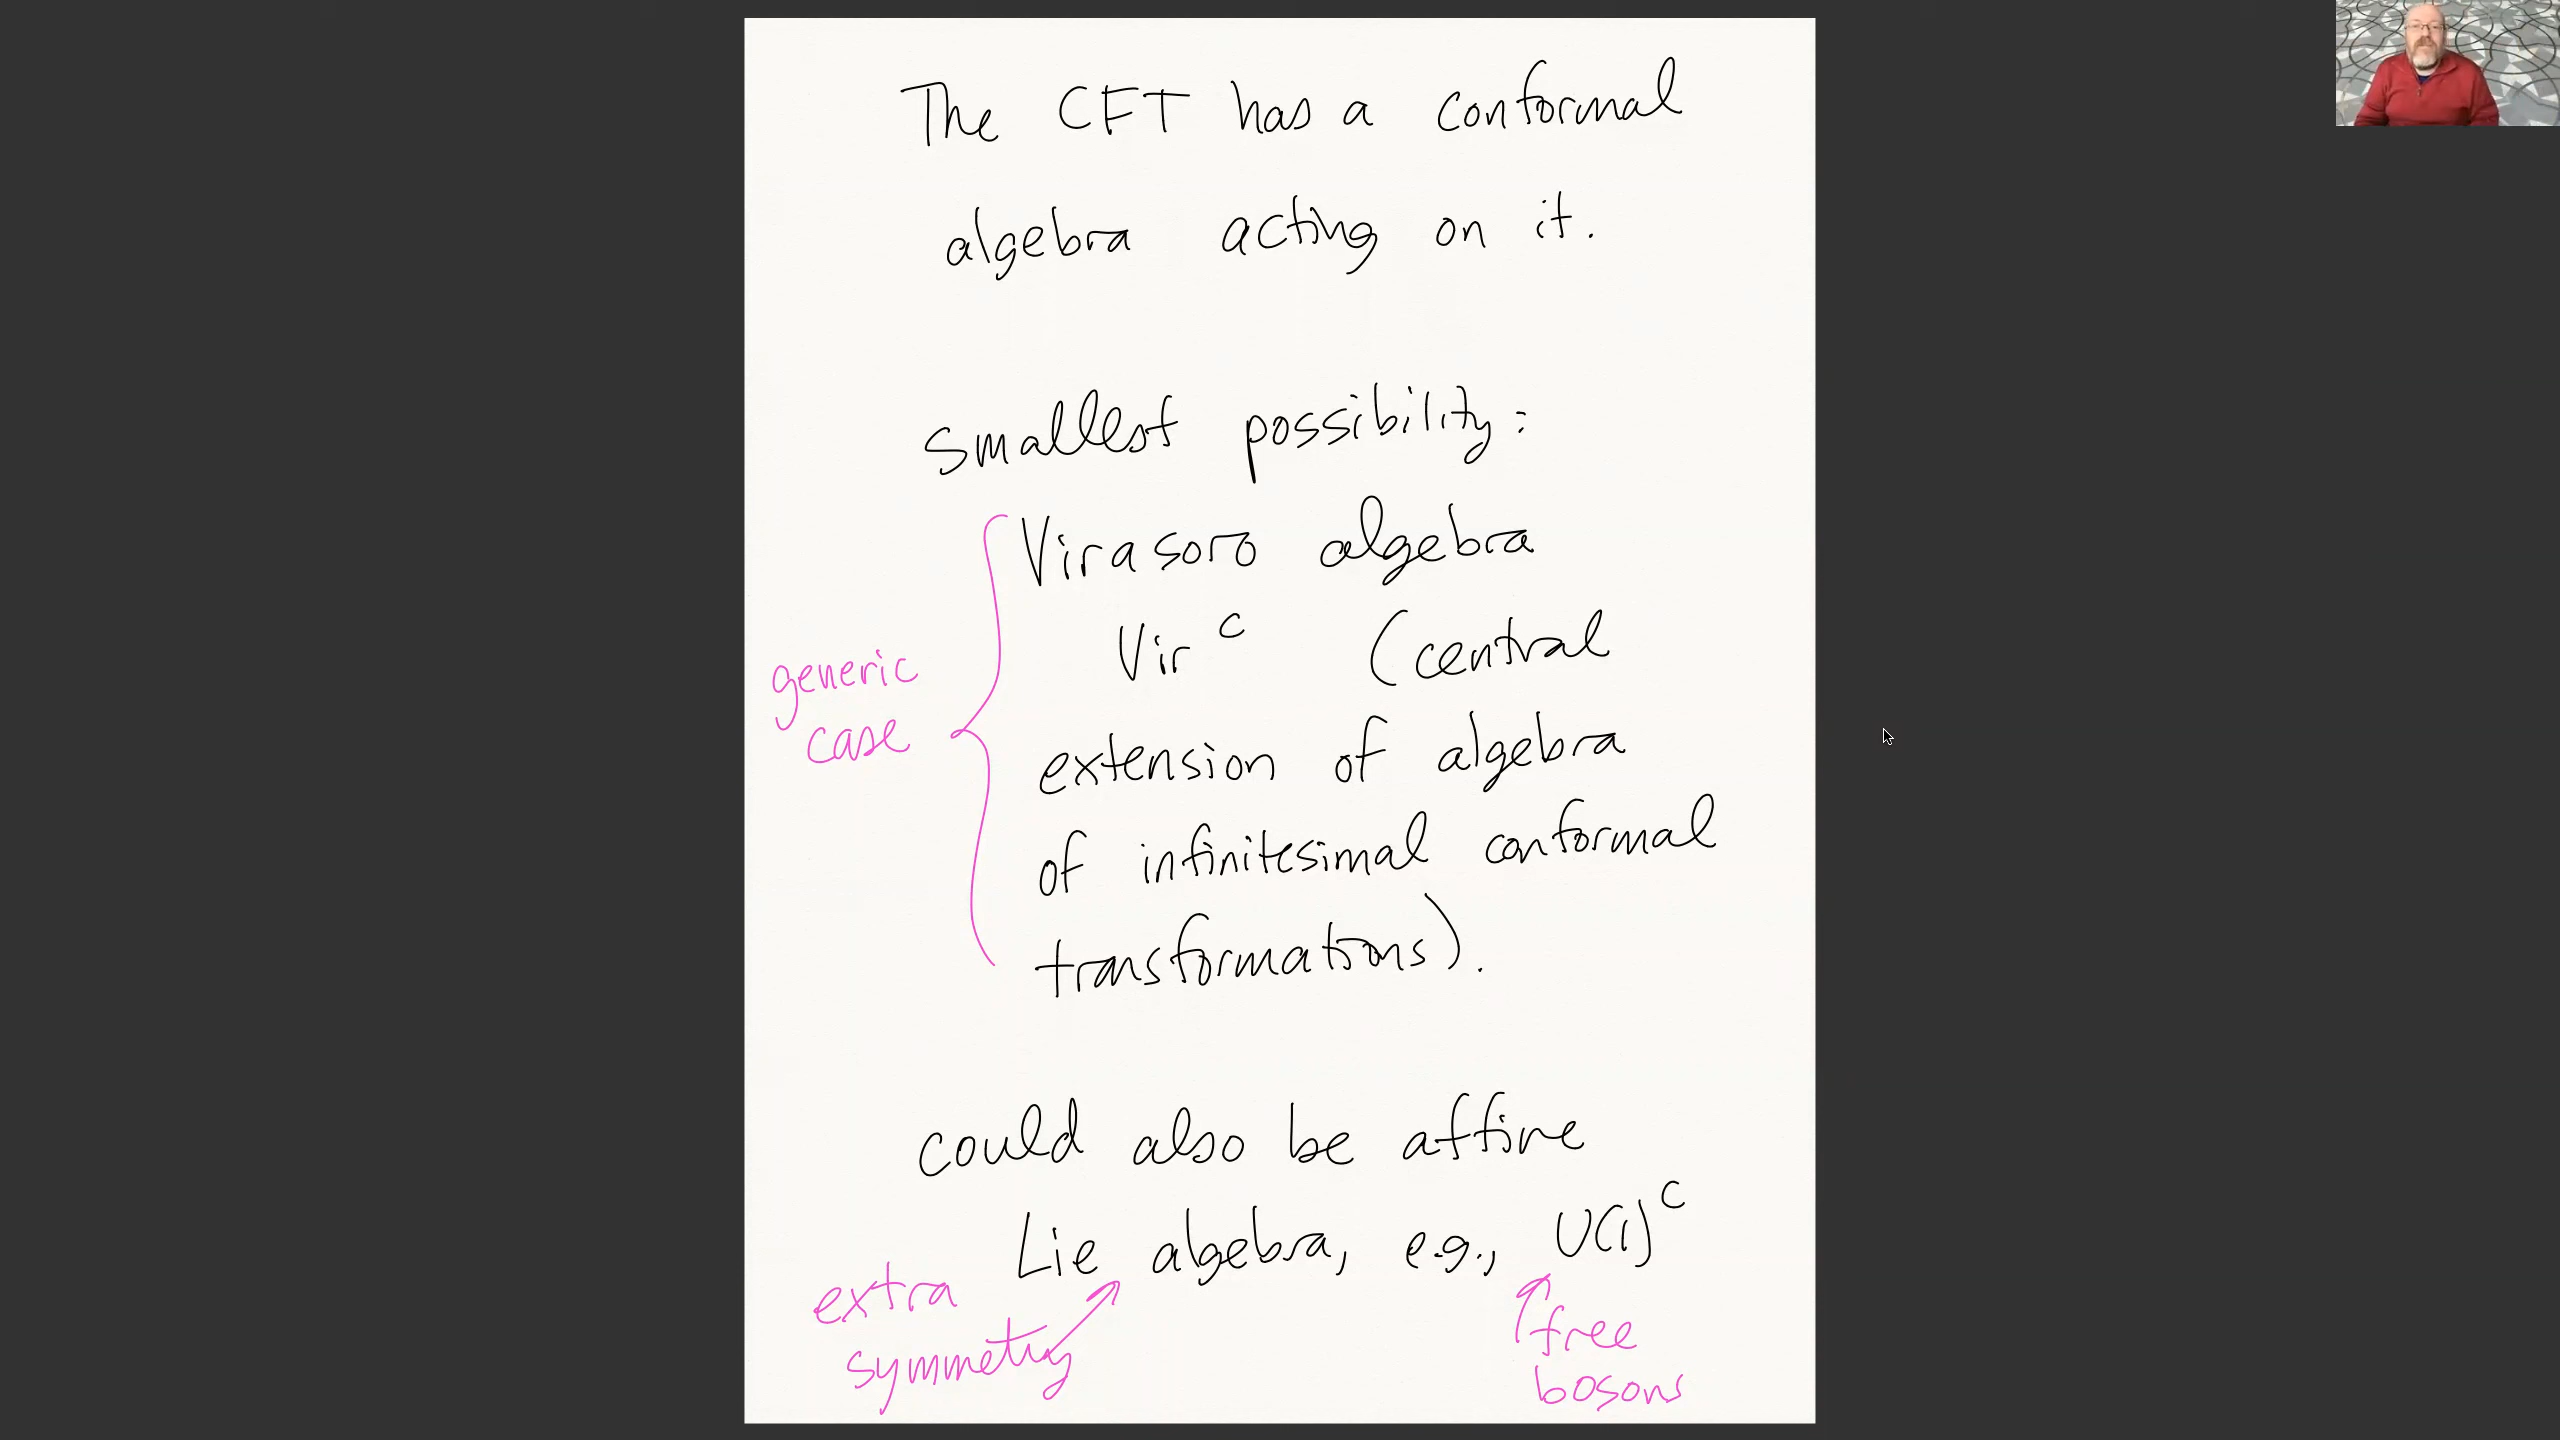 The CFT has a conformal
algebra acting on it.
smallest possibility:
Virasoro algebra
Vir^c (central
extension of algebra
of infinitesimal conformal
transformations).
generic
case
could also be affine
Lie algebra, e.g., U(1)^c
extra
symmetry
free
bosons